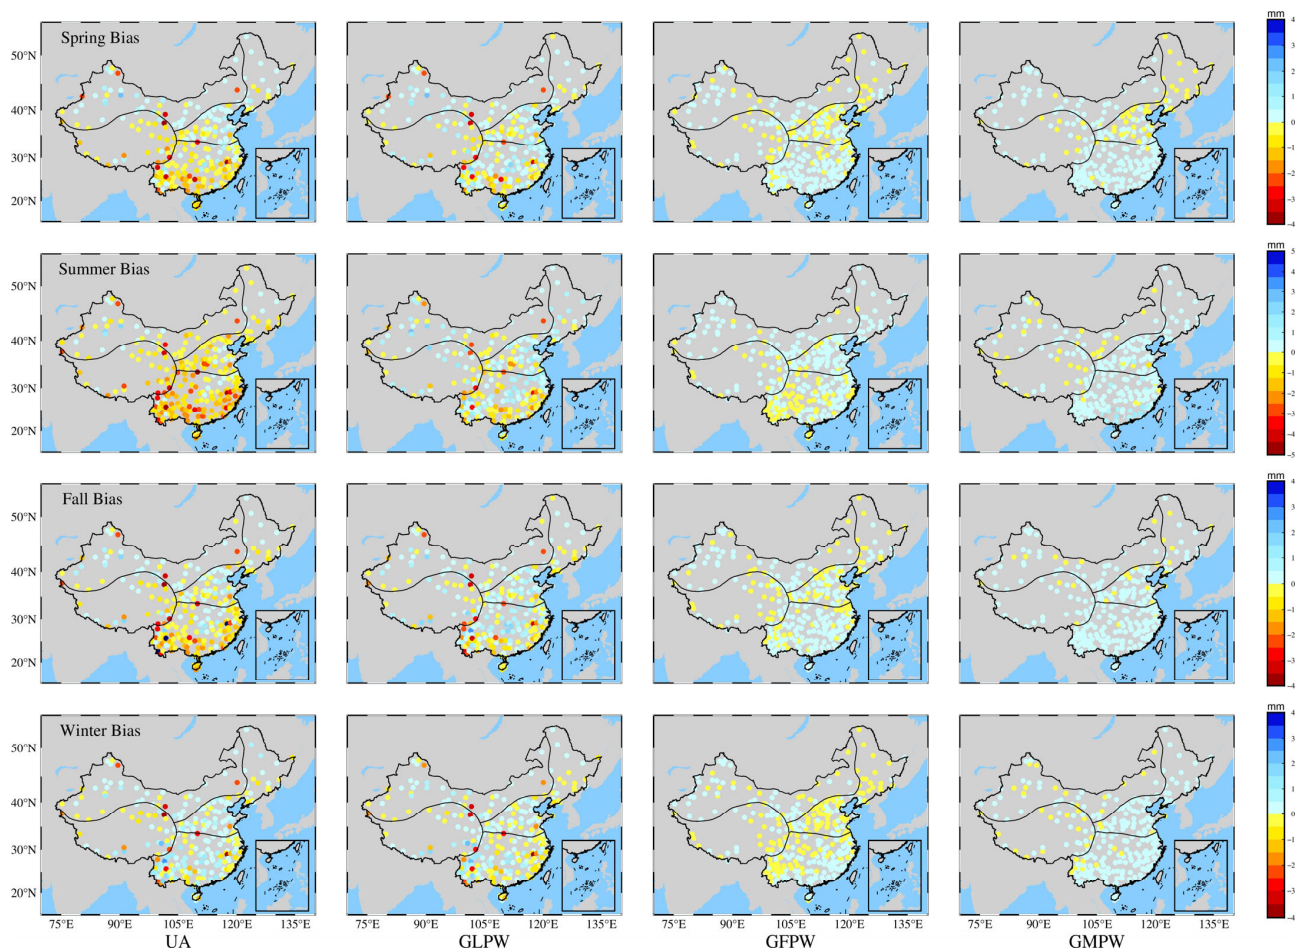 Spring Bias
50°N
40°N
30°N
20°N
mm
4
3
2
1
0
-1
-2
-3
-4
Summer Bias
50°N
40°N
30°N
20°N
mm
5
4
3
2
1
0
-1
-2
-3
-4
-5
Fall Bias
50°N
40°N
30°N
20°N
mm
4
3
2
1
0
-1
-2
-3
-4
Winter Bias
50°N
40°N
30°N
20°N
mm
4
3
2
1
0
-1
-2
-3
-4
75°E 90°E 105°E 120°E 135°E 75°E 90°E 105°E 120°E 135°E 75°E 90°E 105°E 120°E 135°E 75°E 90°E 105°E 120°E 135°E
UA GLPW GFPW GMPW